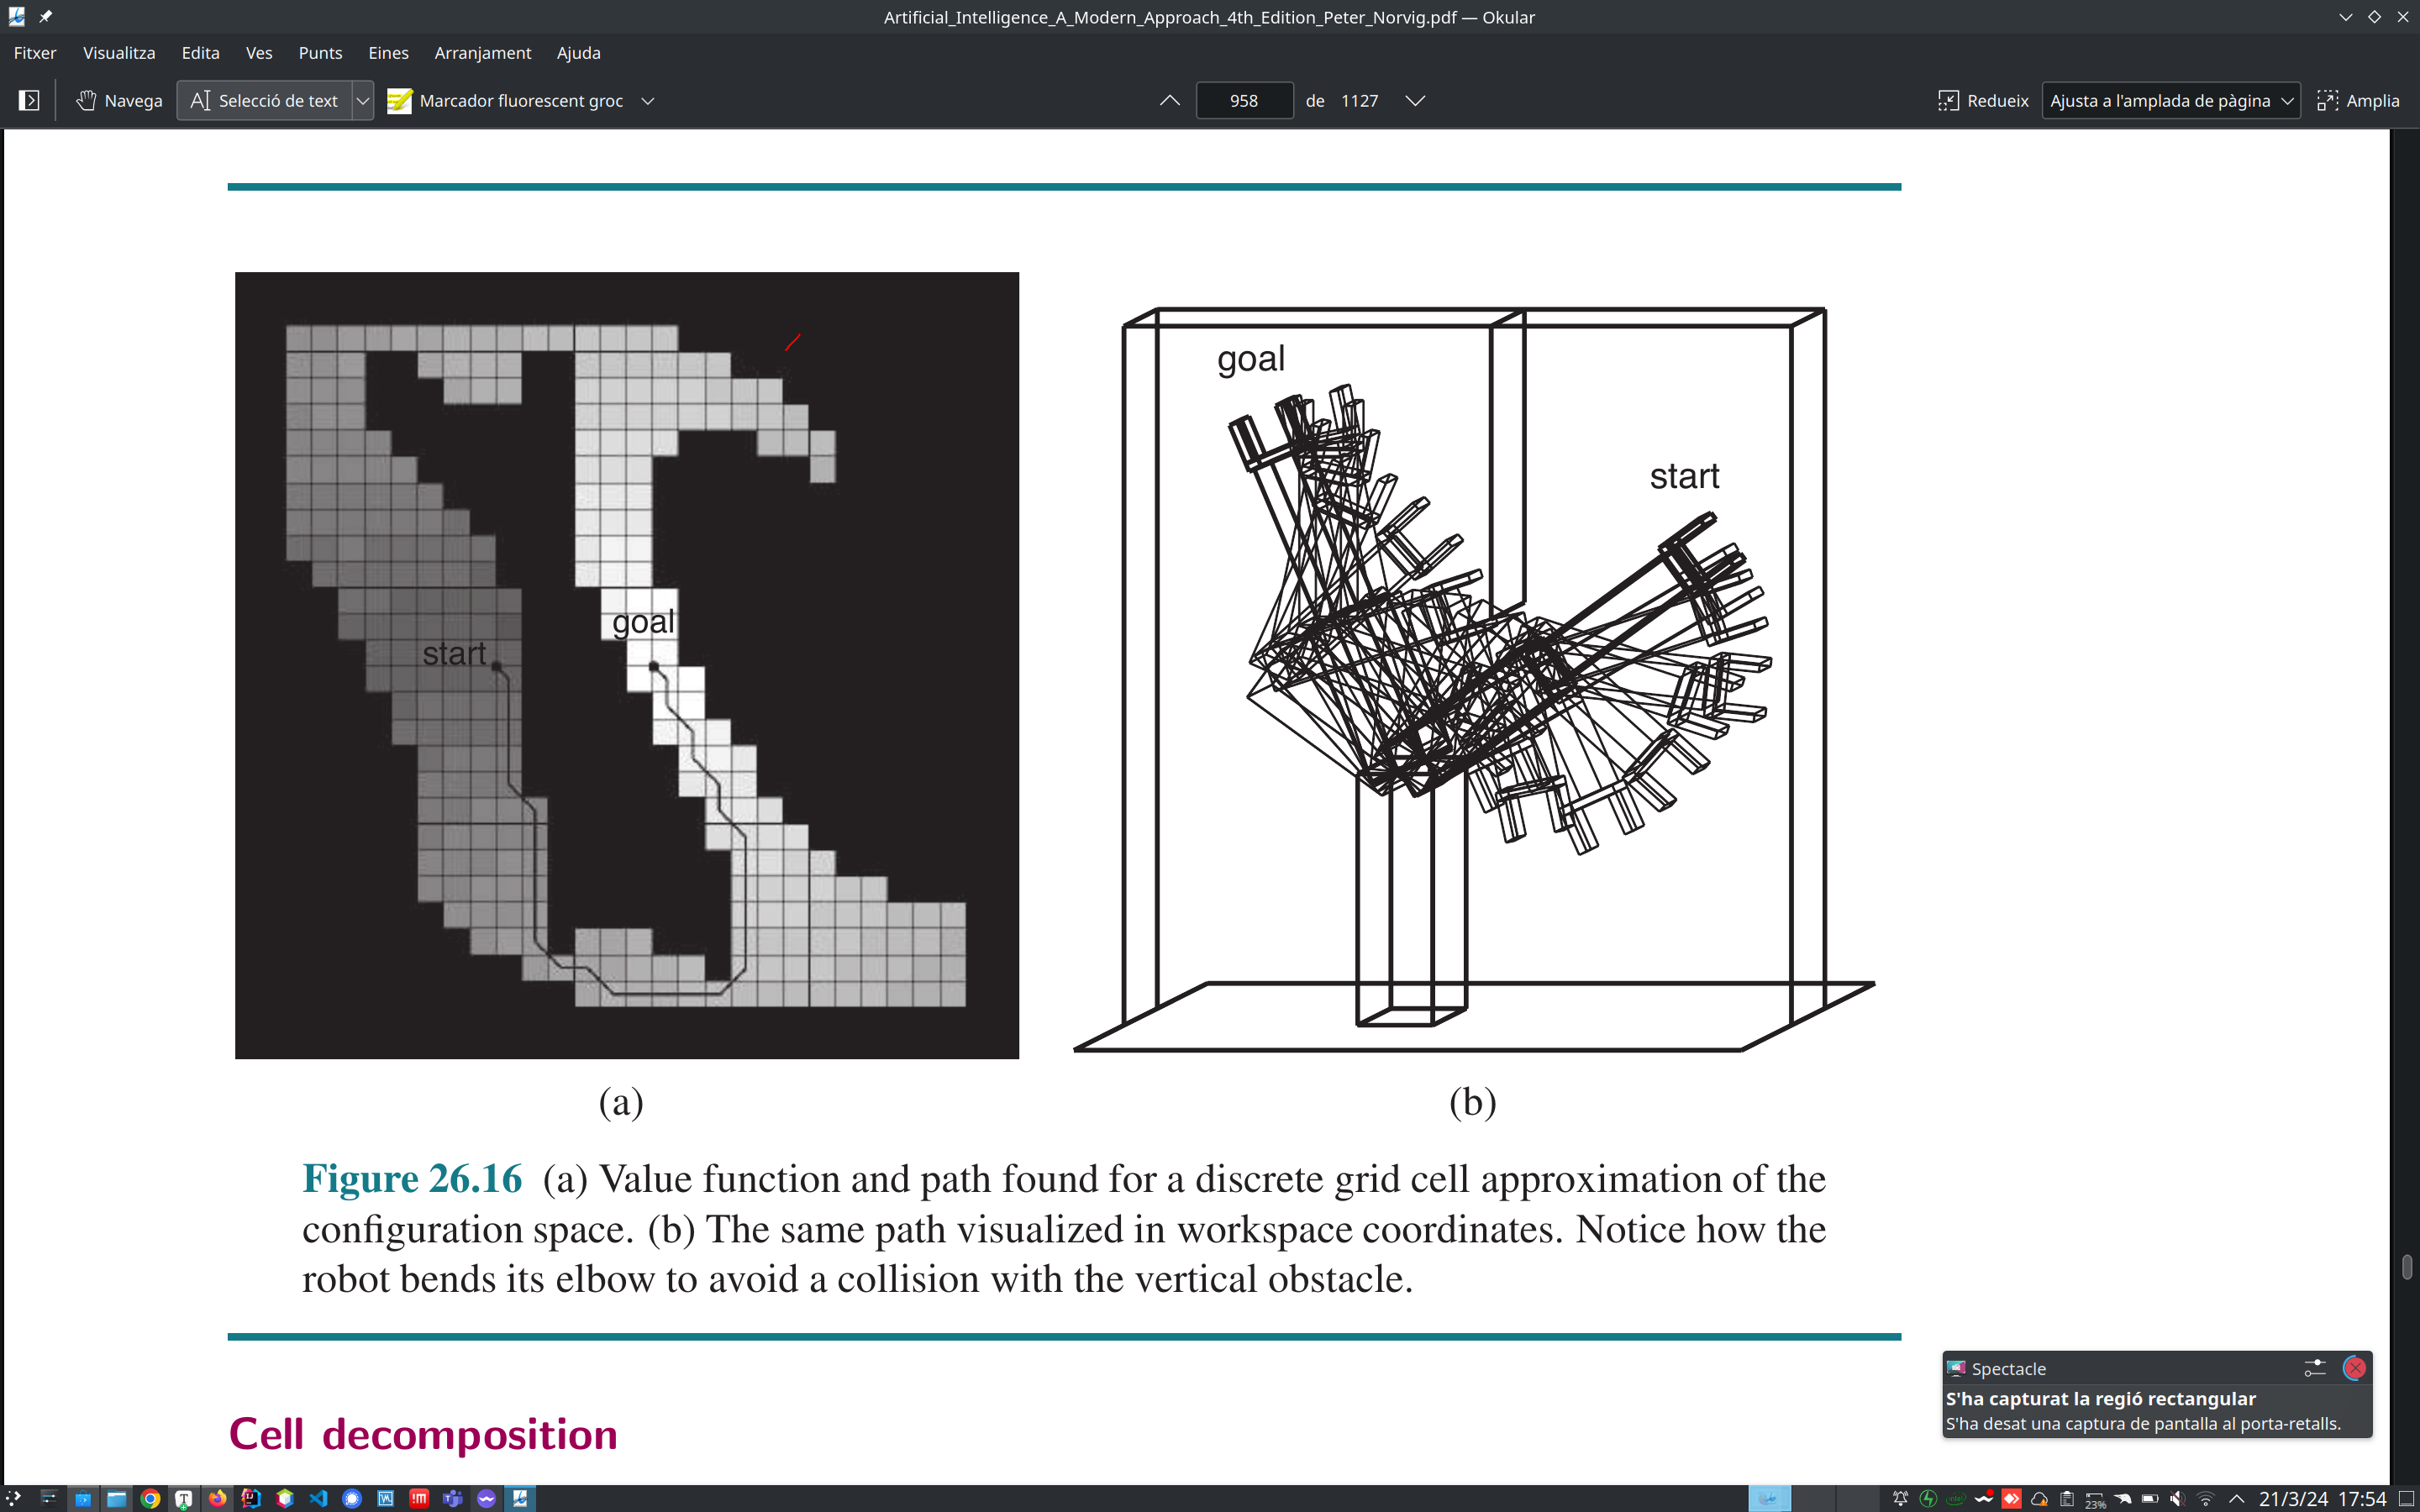 Artificial_Intelligence_A_Modern_Approach_4th_Edition_Peter_Norvig.pdf — Okular
Fitxer Visualitza Edita Ves Punts Eines Arranjament Ajuda
Navega Selecció de text Marcador fluorescent groc 958 de 1127 Redueix Ajusta a l'amplada de pàgina Amplia
goal
start
goal
start
(a) (b)
Figure 26.16 (a) Value function and path found for a discrete grid cell approximation of the
configuration space. (b) The same path visualized in workspace coordinates. Notice how the
robot bends its elbow to avoid a collision with the vertical obstacle.
Cell decomposition
Spectacle
S'ha capturat la regió rectangular
S'ha desat una captura de pantalla al porta-retalls.
23% 21/3/24 17:54